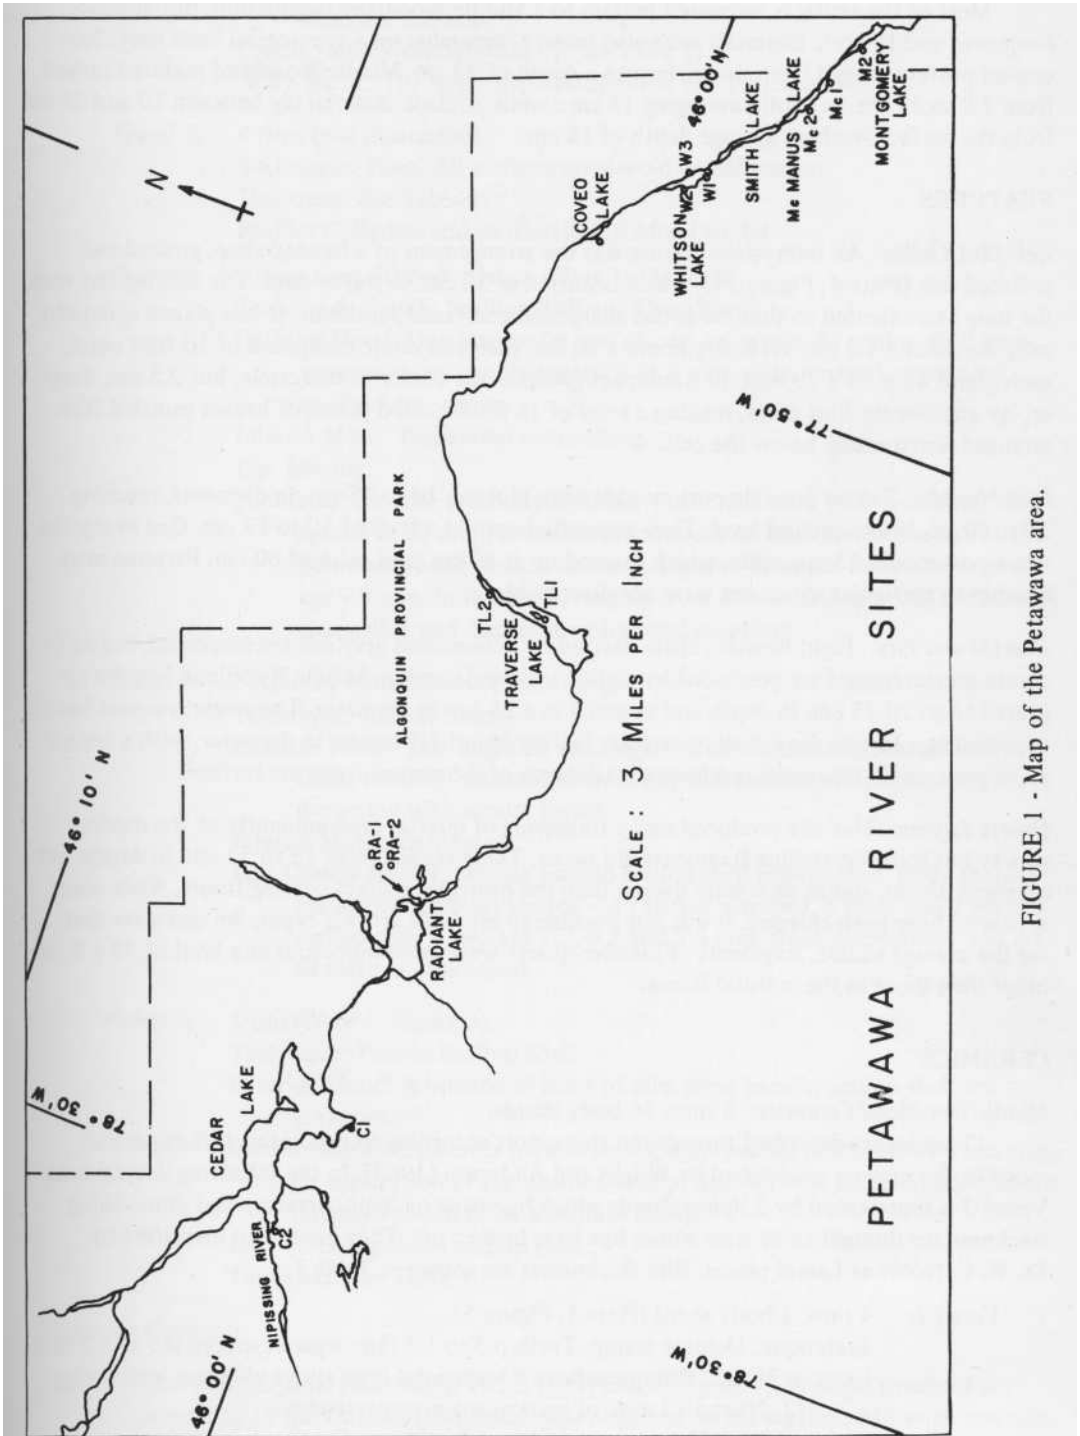 46°00'N
46°10' N
78°30'W
N
CEDAR
LAKE
NIPISSING RIVER
C2
C1
RADIANT
LAKE
RA-1
RA-2
ALGONQUIN PROVINCIAL PARK
TRAVERSE
LAKE
TL2
TL1
COVEO
LAKE
WHITSON
LAKE
W2
W3
W1
46°00'N
SMITH LAKE
Mc MANUS LAKE
Mc 2
Mc 1
M2
MONTGOMERY
LAKE
77°50'W
78°30'W
SCALE : 3 MILES PER INCH
PETAWAWA RIVER SITES
FIGURE 1 - Map of the Petawawa area.